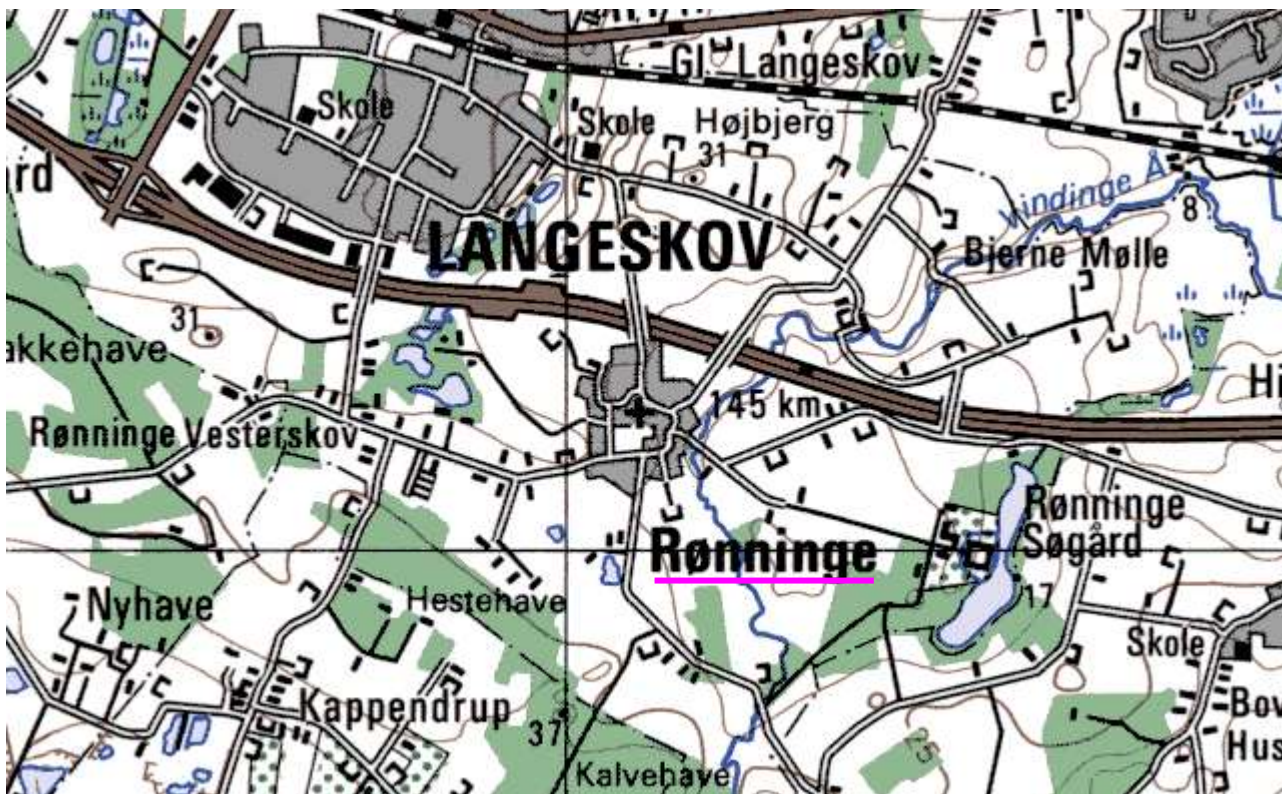 Gl. Langeskov
Skole
Skole
Højbjerg
31
rd
Vindinge Å
8
LANGESKOV
Bjerne Mølle
31
akkehave
Hi
145 km
Rønninge Vesterskov
Rønninge
Søgård
Rønninge
17
Nyhave
Hestehave
Skole
Kappendrup
37
25
Bov
Hus
Kalvehave